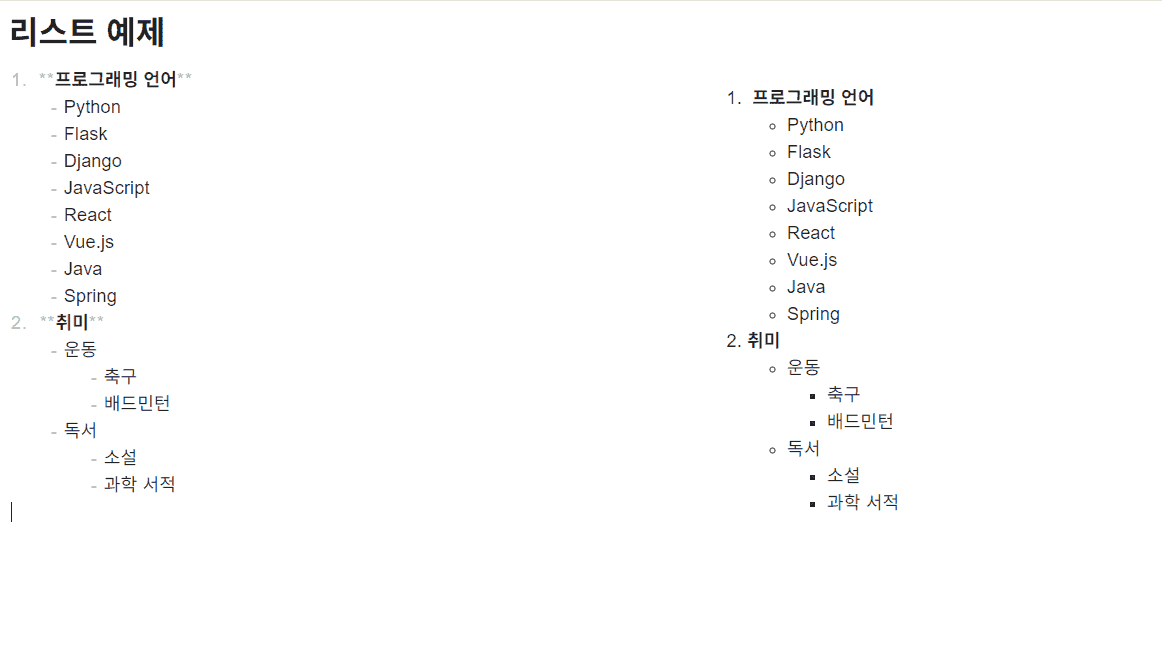 리스트 예제
1. **프로그래밍 언어**
- Python
- Flask
- Django
- JavaScript
- React
- Vue.js
- Java
- Spring
2. **취미**
- 운동
- 축구
- 배드민턴
- 독서
- 소설
- 과학 서적
1. 프로그래밍 언어
Python
Flask
Django
JavaScript
React
Vue.js
Java
Spring
2. 취미
운동
축구
배드민턴
독서
소설
과학 서적